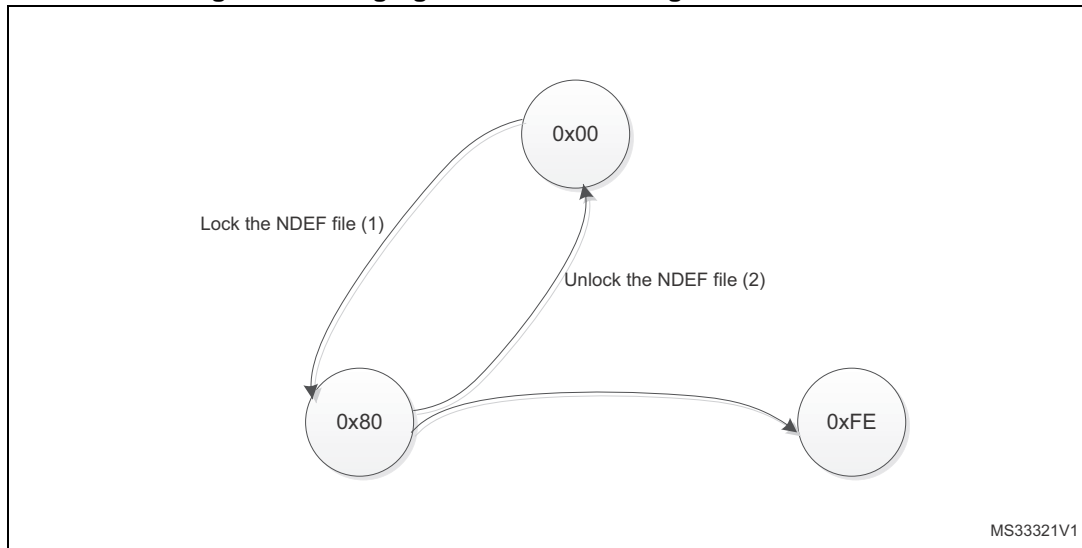 0x00
Lock the NDEF file (1)
Unlock the NDEF file (2)
0x80
0xFE
MS33321V1